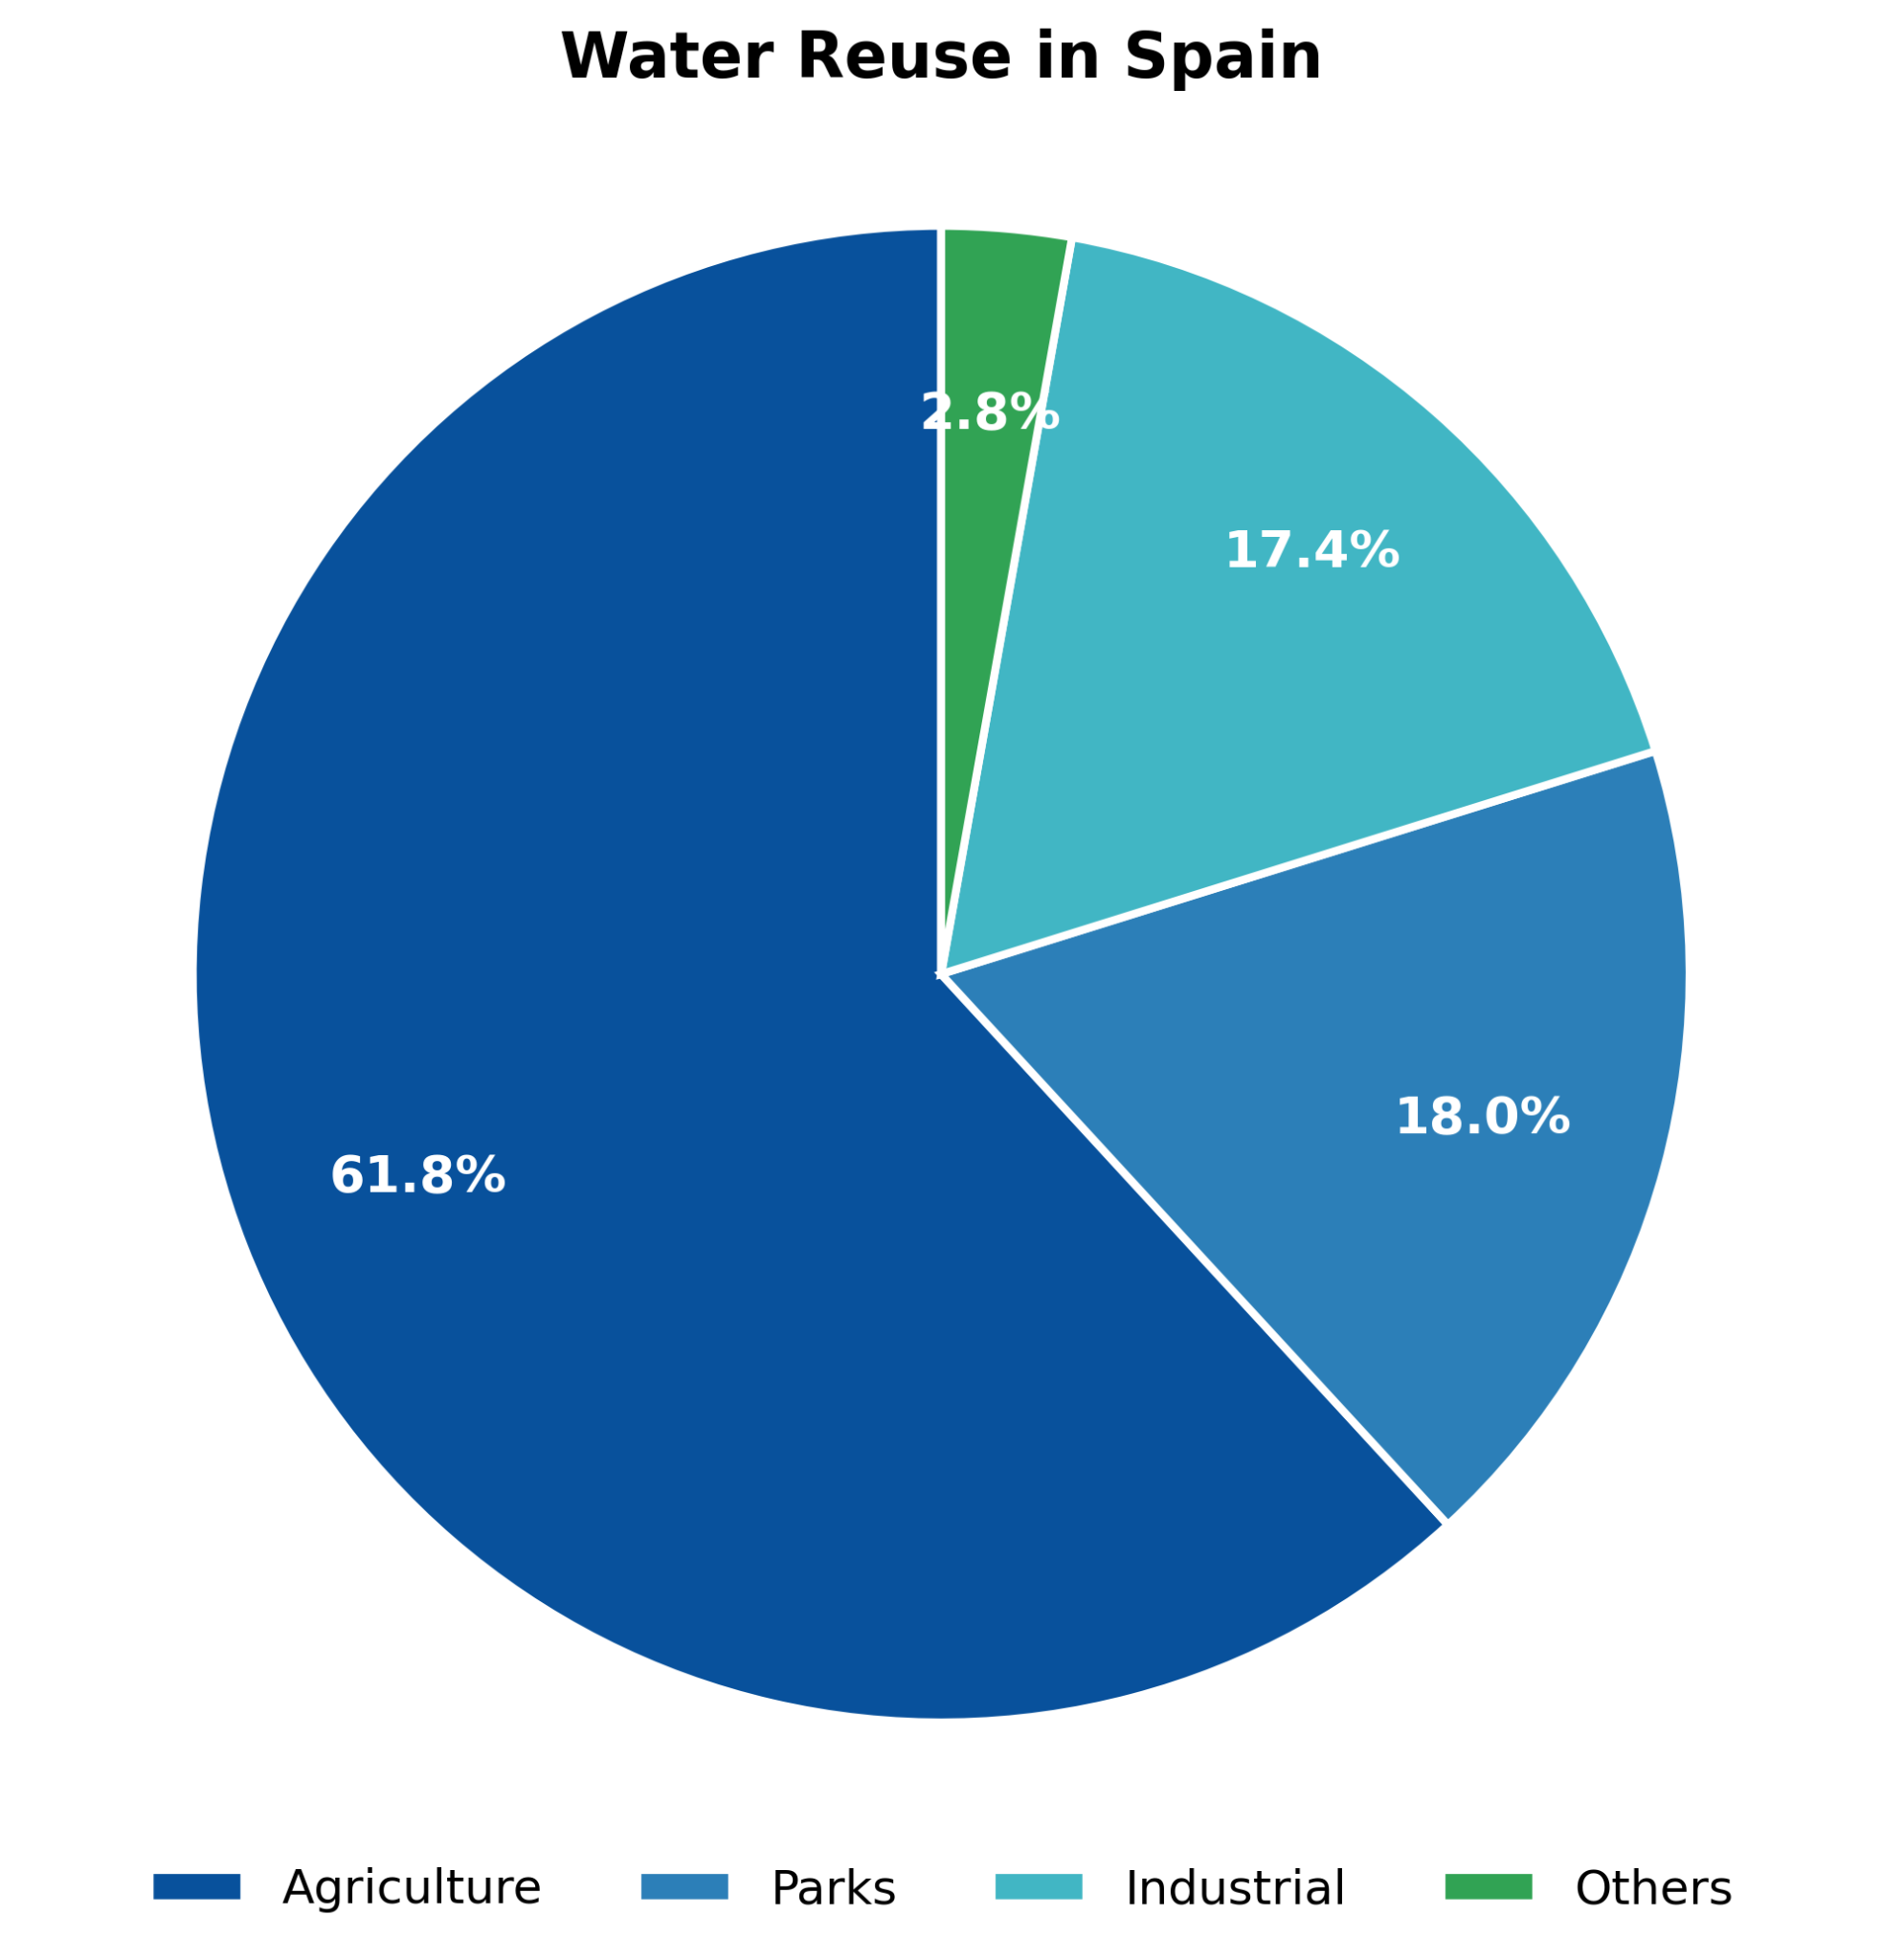 Water Reuse in Spain
2.8%
17.4%
18.0%
61.8%
Agriculture
Parks
Industrial
Others